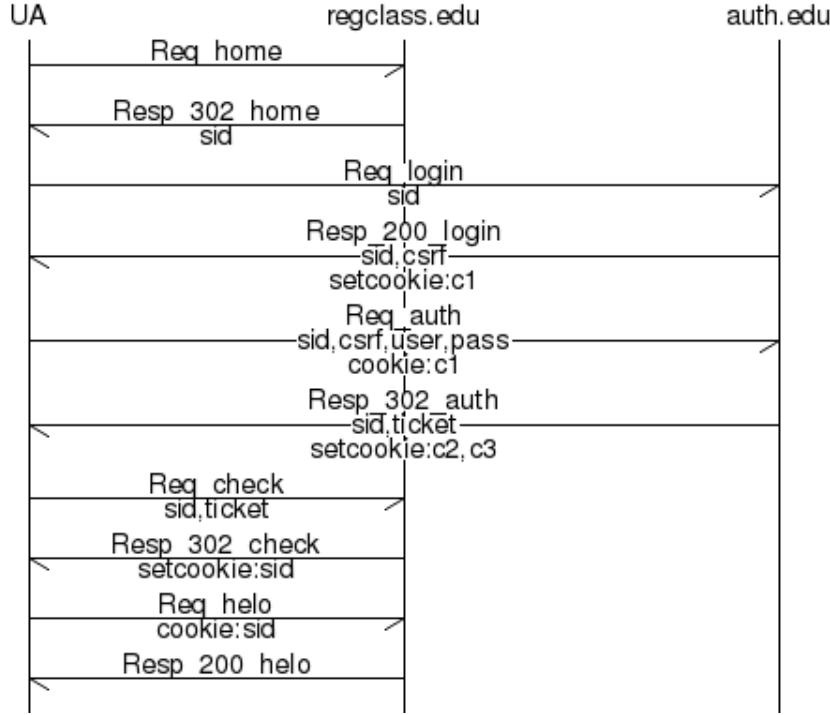 UA regclass.edu auth.edu
Req_home
Resp_302_home
sid
Req_login
sid
Resp_200_login
sid,csrf
setcookie:c1
Req_auth
sid,csrf,user,pass
cookie:c1
Resp_302_auth
sid,ticket
setcookie:c2,c3
Req_check
sid,ticket
Resp_302_check
setcookie:sid
Req_helo
cookie:sid
Resp_200_helo